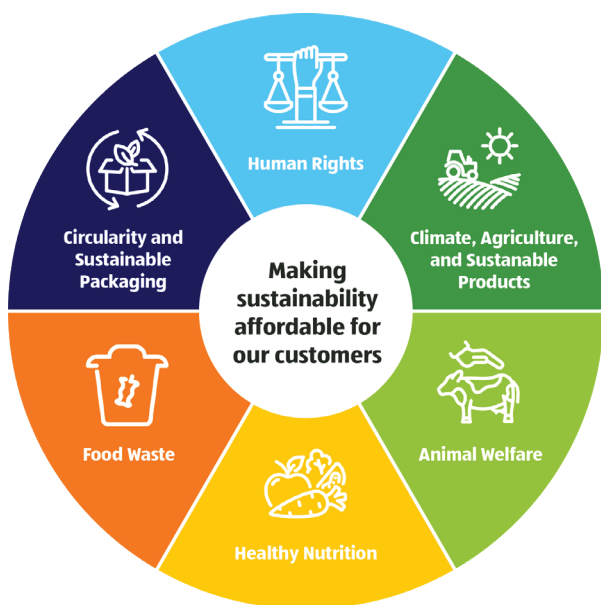 Human Rights
Climate, Agriculture,
and Sustanable
Products
Animal Welfare
Healthy Nutrition
Food Waste
Circularity and
Sustainable
Packaging
Making
sustainability
affordable for
our customers